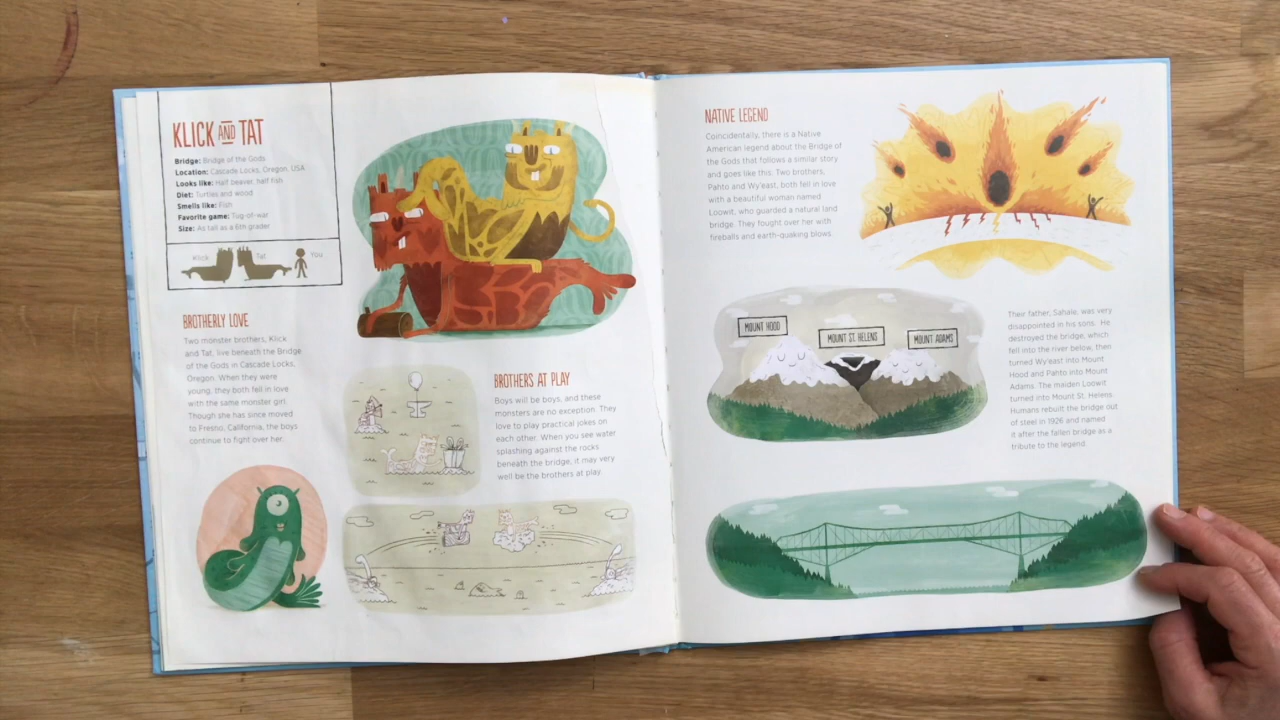 KLICK AND TAT
Bridge: Bridge of the Gods
Location: Cascade Locks, Oregon, USA
Looks like: Half beaver, half fish
Diet: Turtles and wood
Smells like: Fish
Favorite game: Tug-of-war
Size: As tall as a 6th grader
Klick
Tat
You
BROTHERLY LOVE
Two monster brothers, Klick
and Tat, live beneath the Bridge
of the Gods in Cascade Locks,
Oregon. When they were
young, they both fell in love
with the same monster girl.
Though she has since moved
to Fresno, California, the boys
continue to fight over her.
BROTHERS AT PLAY
Boys will be boys, and these
monsters are no exception. They
love to play practical jokes on
each other. When you see water
splashing against the rocks
beneath the bridge, it may very
well be the brothers at play.
NATIVE LEGEND
Coincidentally, there is a Native
American legend about the Bridge of
the Gods that follows a similar story
and goes like this: Two brothers,
Pahto and Wy'east, both fell in love
with a beautiful woman named
Loowit, who guarded a natural land
bridge. They fought over her with
fireballs and earth-quaking blows.
MOUNT HOOD
MOUNT ST. HELENS
MOUNT ADAMS
Their father, Sahale, was very
disappointed in his sons. He
destroyed the bridge, which
fell into the river below, then
turned Wy'east into Mount
Hood and Pahto into Mount
Adams. The maiden Loowit
turned into Mount St. Helens.
Humans rebuilt the bridge out
of steel in 1926 and named
it after the fallen bridge as a
tribute to the legend.